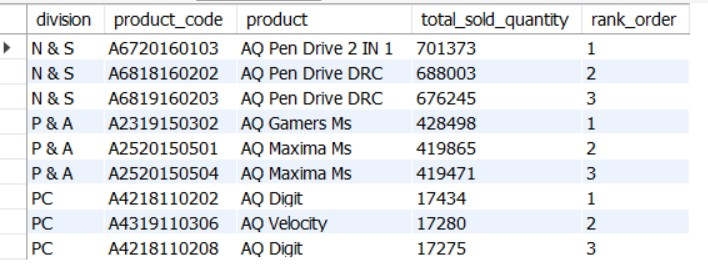 division product_code product total_sold_quantity rank_order
N & S A6720160103 AQ Pen Drive 2 IN 1 701373 1
N & S A6818160202 AQ Pen Drive DRC 688003 2
N & S A6819160203 AQ Pen Drive DRC 676245 3
P & A A2319150302 AQ Gamers Ms 428498 1
P & A A2520150501 AQ Maxima Ms 419865 2
P & A A2520150504 AQ Maxima Ms 419471 3
PC A4218110202 AQ Digit 17434 1
PC A4319110306 AQ Velocity 17280 2
PC A4218110208 AQ Digit 17275 3